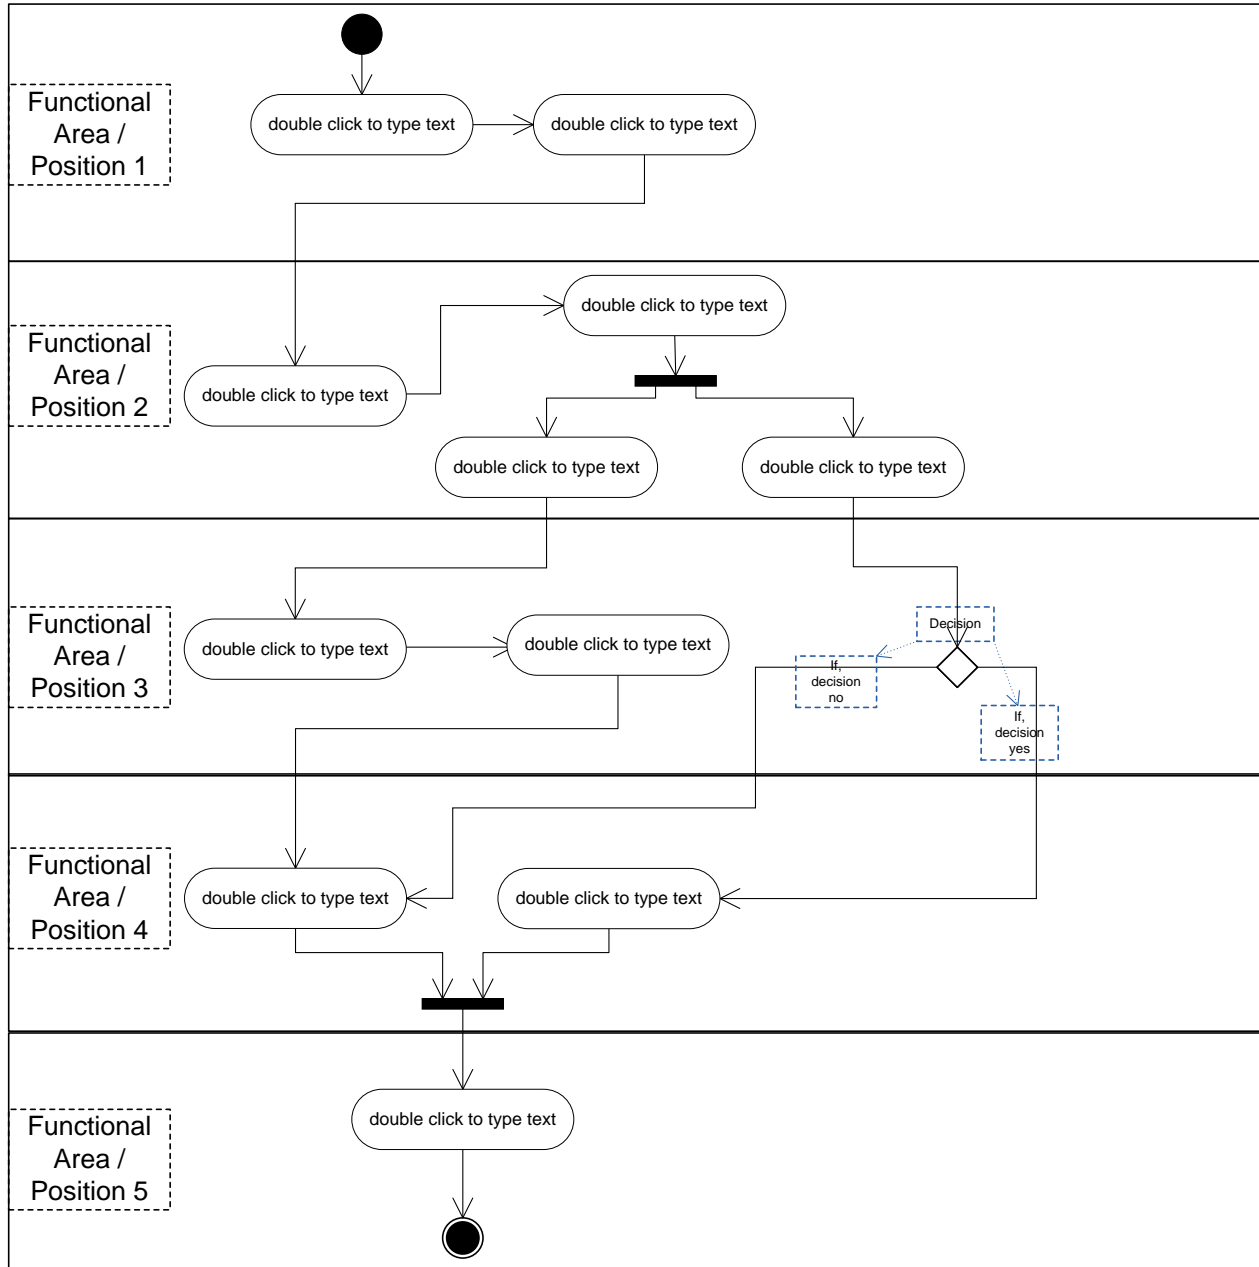 Functional
Area /
Position 1
double click to type text
double click to type text
Functional
Area /
Position 2
double click to type text
double click to type text
double click to type text
double click to type text
Functional
Area /
Position 3
double click to type text
double click to type text
Decision
If,
decision
no
If,
decision
yes
Functional
Area /
Position 4
double click to type text
double click to type text
Functional
Area /
Position 5
double click to type text